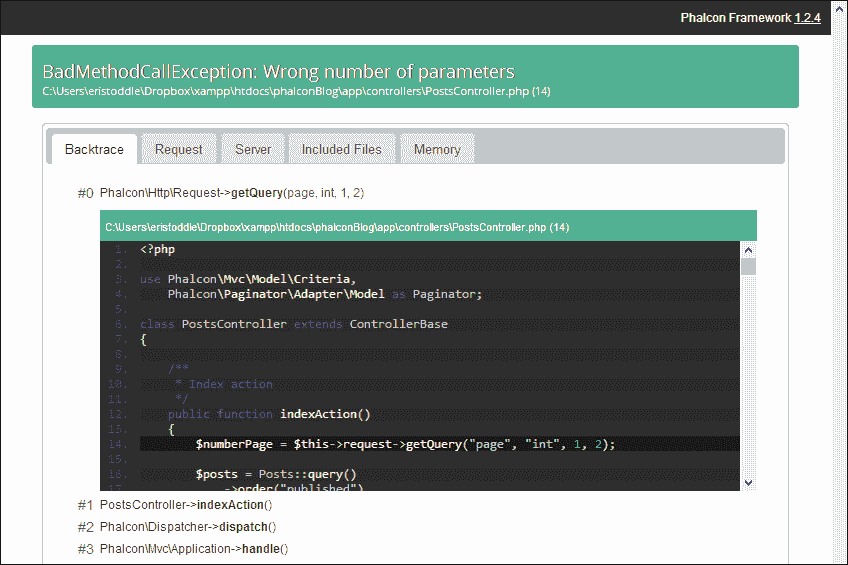 Phalcon Framework 1.2.4
BadMethodCallException: Wrong number of parameters
C:\Users\eristoddle\Dropbox\xampp\htdocs\phalconBlog\app\controllers\PostsController.php (14)
Backtrace Request Server Included Files Memory
#0 Phalcon\Http\Request->getQuery(page, int, 1, 2)
C:\Users\eristoddle\Dropbox\xampp\htdocs\phalconBlog\app\controllers\PostsController.php (14)
1. <?php
2.
3. use Phalcon\Mvc\Model\Criteria,
4. Phalcon\Paginator\Adapter\Model as Paginator;
5.
6. class PostsController extends ControllerBase
7. {
8.
9. /**
10. * Index action
11. */
12. public function indexAction()
13. {
14. $numberPage = $this->request->getQuery("page", "int", 1, 2);
15.
16. $posts = Posts::query()
17. ->order("published")
#1 PostsController->indexAction()
#2 Phalcon\Dispatcher->dispatch()
#3 Phalcon\Mvc\Application->handle()